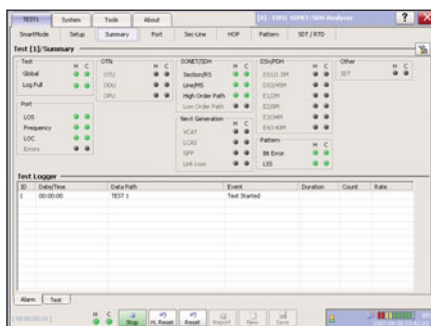 TEST1 System Tools About [0] - EXFO SONET/SDH Analyzer ? X
SmartMode Setup Summary Port Sec-Line HOP Pattern SDT / RTD
Test [1]/Summary
Test H C
Global
Log Full
Port
LOS
Frequency
LOC
Errors
OTN H C
OTU
ODU
OPU
SONET/SDH H C
Section/RS
Line/MS
High Order Path
Low Order Path
Next Generation H C
VCAT
LCAS
GFP
DSn/PDH H C
DS1/1.5M
DS3/45M
E1/2M
E2/8M
E3/34M
E4/140M
Pattern H C
Bit Error
LSS
Other H C
SDT
Test Logger
ID Date/Time Data Path Event Duration Count Rate
1 00:00:00 TEST 1 Test Started
Alarm Test
H C
Stop H. Reset Reset Report New Save